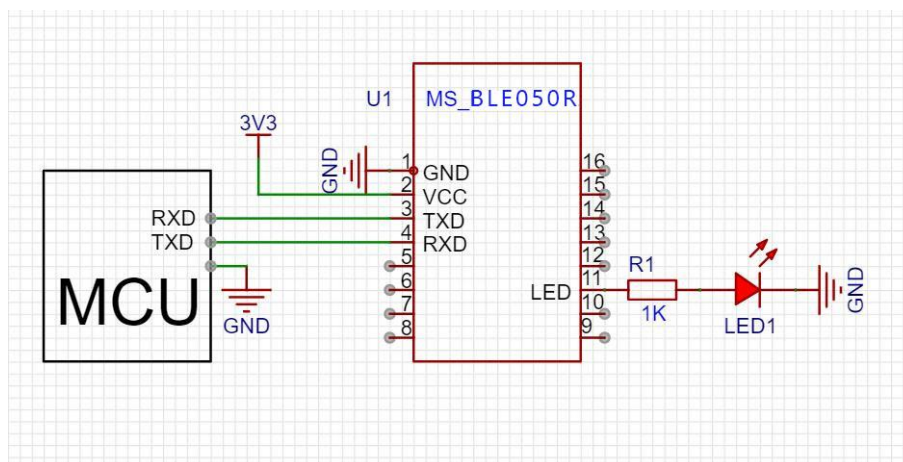 U1 MS_BLE050R
3V3
GND
1 GND
2 VCC
3 TXD
4 RXD
5
6
7
8
16
15
14
13
12
11 LED
10
9
RXD
TXD
MCU
GND
R1
1K
LED1
GND